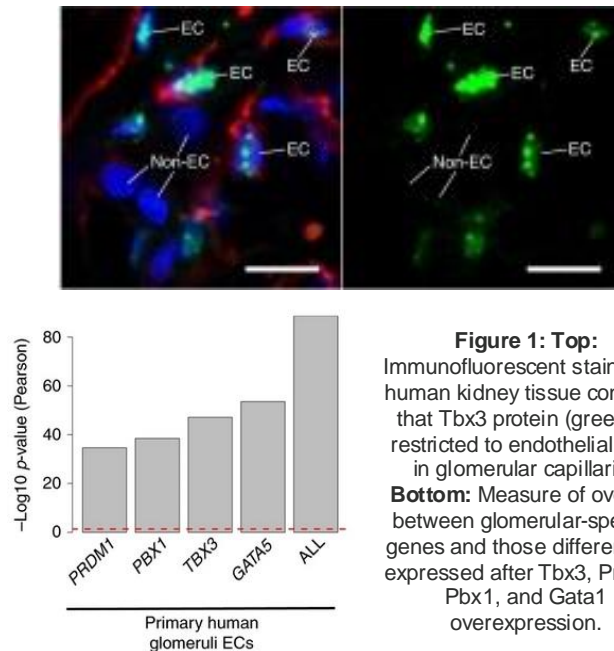 EC
EC
EC
EC
EC
EC
Non-EC
EC
Non-EC
EC
80
60
40
20
0
–Log10 p-value (Pearson)
PRDM1
PBX1
TBX3
GATA5
ALL
Primary human
glomeruli ECs
Figure 1: Top:
Immunofluorescent
human kidney tissue
that Tbx3 protein
restricted to endothelial
in glomerular
Bottom: Measure of
between
genes and those
expressed after Tbx3,
Pbx1, and Gata1
overexpression.